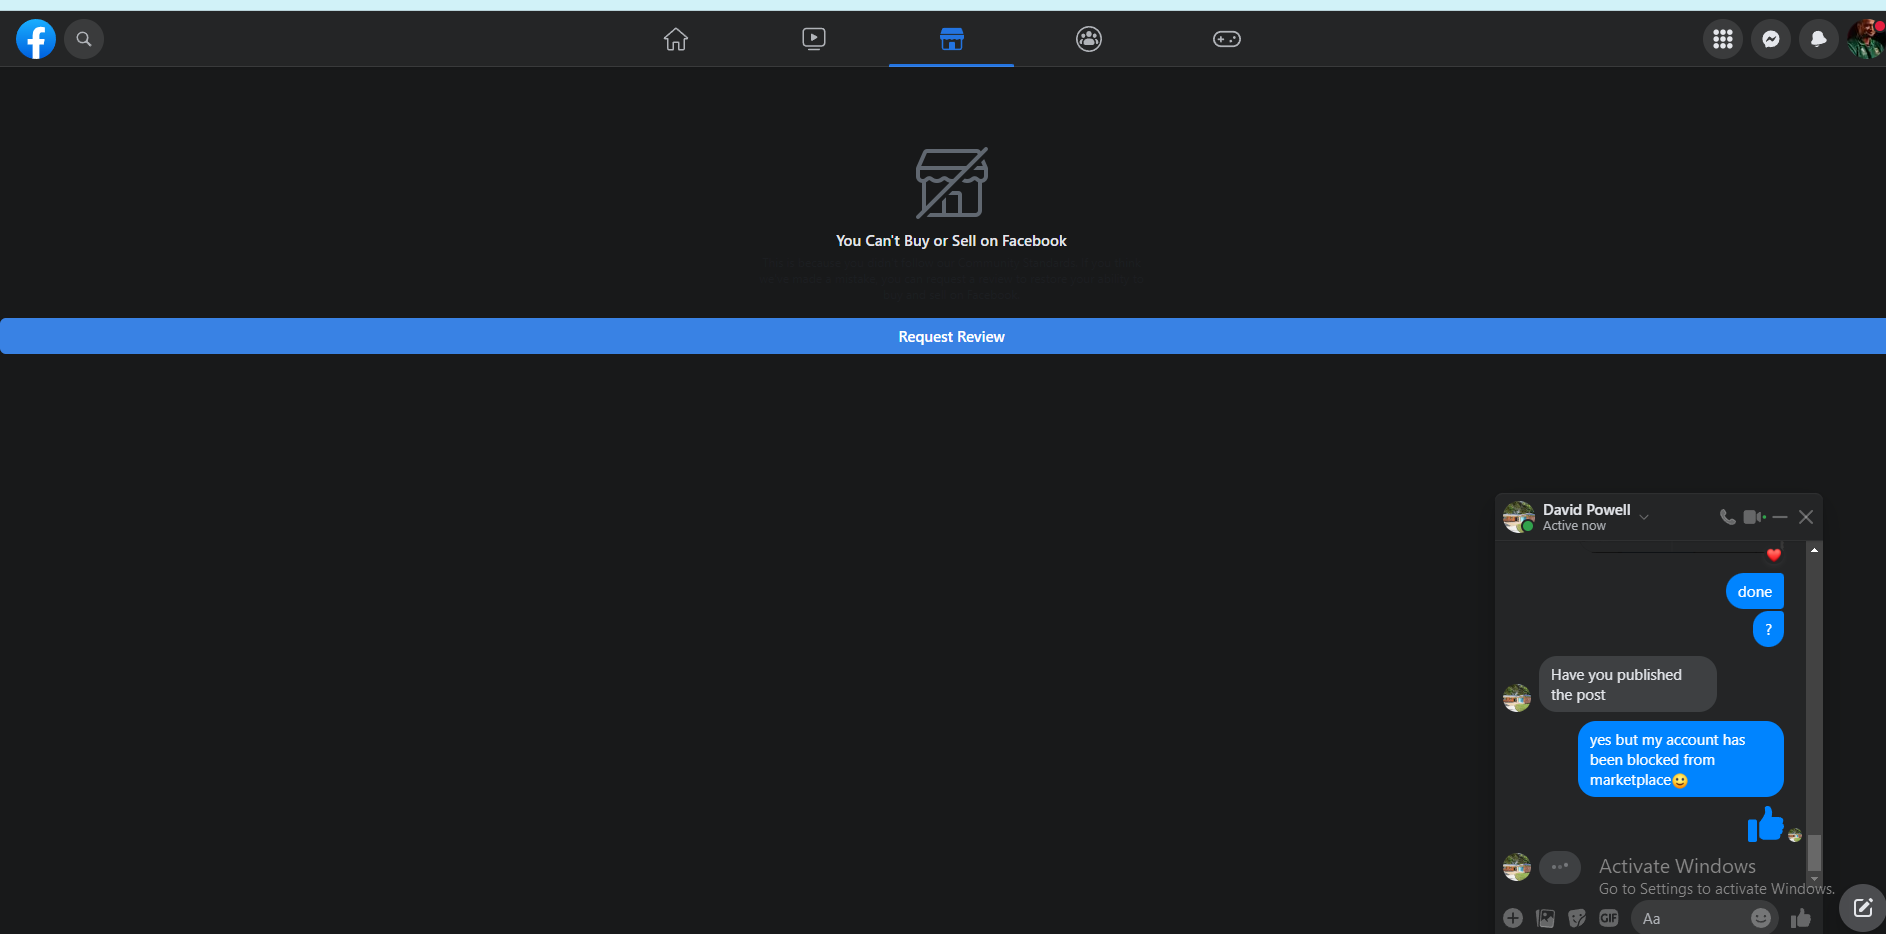 You Can't Buy or Sell on Facebook
Request Review
David Powell
Active now
done
?
Have you published
the post
yes but my account has
been blocked from
marketplace😀
Activate Windows
Go to Settings to activate Windows.
GIF
Aa